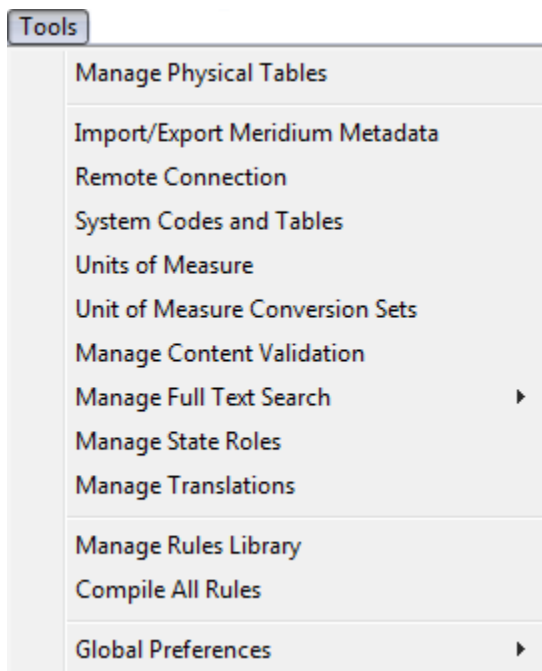 Tools
Manage Physical Tables
Import/Export Meridium Metadata
Remote Connection
System Codes and Tables
Units of Measure
Unit of Measure Conversion Sets
Manage Content Validation
Manage Full Text Search
Manage State Roles
Manage Translations
Manage Rules Library
Compile All Rules
Global Preferences